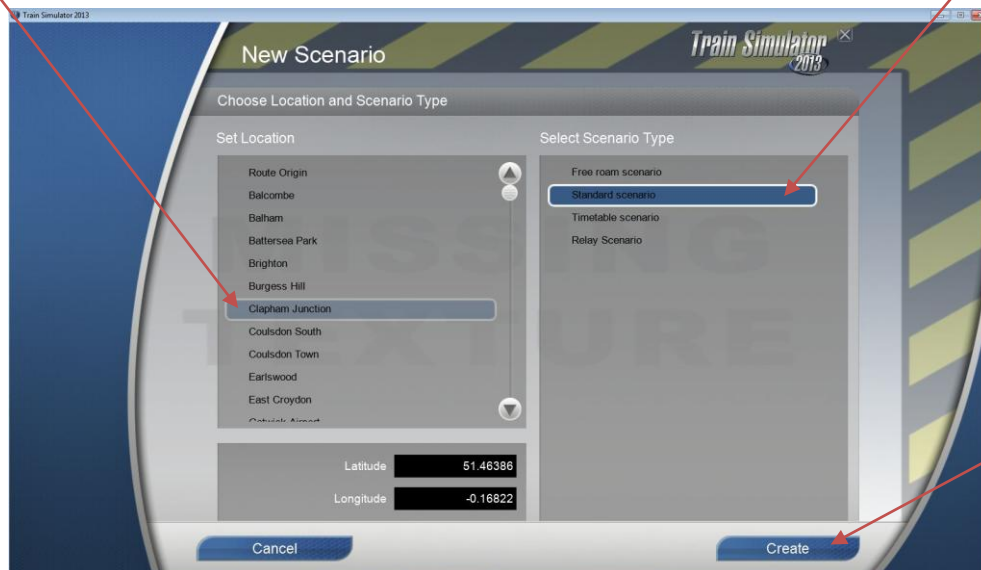 Train Simulator 2013
New Scenario
Train Simulator
2013
Choose Location and Scenario Type
Set Location
Route Origin
Balcombe
Balham
Battersea Park
Brighton
Burgess Hill
Clapham Junction
Coulsdon South
Coulsdon Town
Earlswood
East Croydon
Gatwick Airport
Latitude 51.46386
Longitude -0.16822
Select Scenario Type
Free roam scenario
Standard scenario
Timetable scenario
Relay Scenario
MISSING
TEXTURE
Cancel
Create